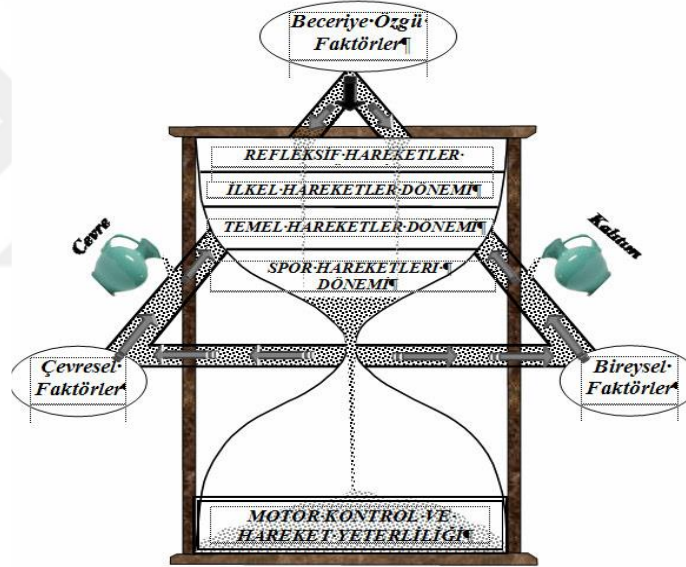 Beceriye Özgü
Faktörler¶
REFLEKSİF HAREKETLER
İLKEL HAREKETLER DÖNEMİ¶
TEMEL HAREKETLER DÖNEMİ¶
SPOR HAREKETLERİ¶
DÖNEMİ¶
Çevre
Kalıtım
Çevresel
Faktörler¶
Bireysel
Faktörler¶
MOTOR KONTROL VE
HAREKET YETERLİLİĞİ¶